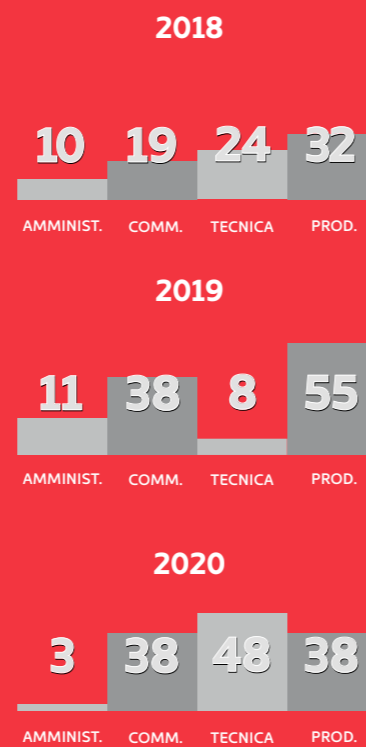 2018
10 19 24 32
AMMINIST. COMM. TECNICA PROD.
2019
11 38 8 55
AMMINIST. COMM. TECNICA PROD.
2020
3 38 48 38
AMMINIST. COMM. TECNICA PROD.